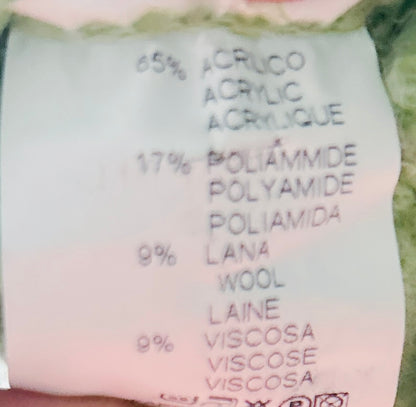 65% ACRILICO
ACRYLIC
ACRYLIQUE
17% POLIAMMIDE
POLYAMIDE
POLIAMIDA
9% LANA
WOOL
LAINE
9% VISCOSA
VISCOSE
VISCOSA